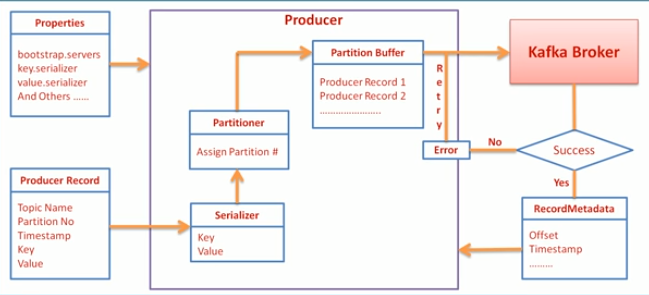 Properties
bootstrap.servers
key.serializer
value.serializer
And Others ......
Producer
Partition Buffer
Producer Record 1
Producer Record 2
........................
Retry
Kafka Broker
Partitioner
Assign Partition #
Error
No
Success
Yes
Producer Record
Topic Name
Partition No
Timestamp
Key
Value
Serializer
Key
Value
RecordMetadata
Offset
Timestamp
.........